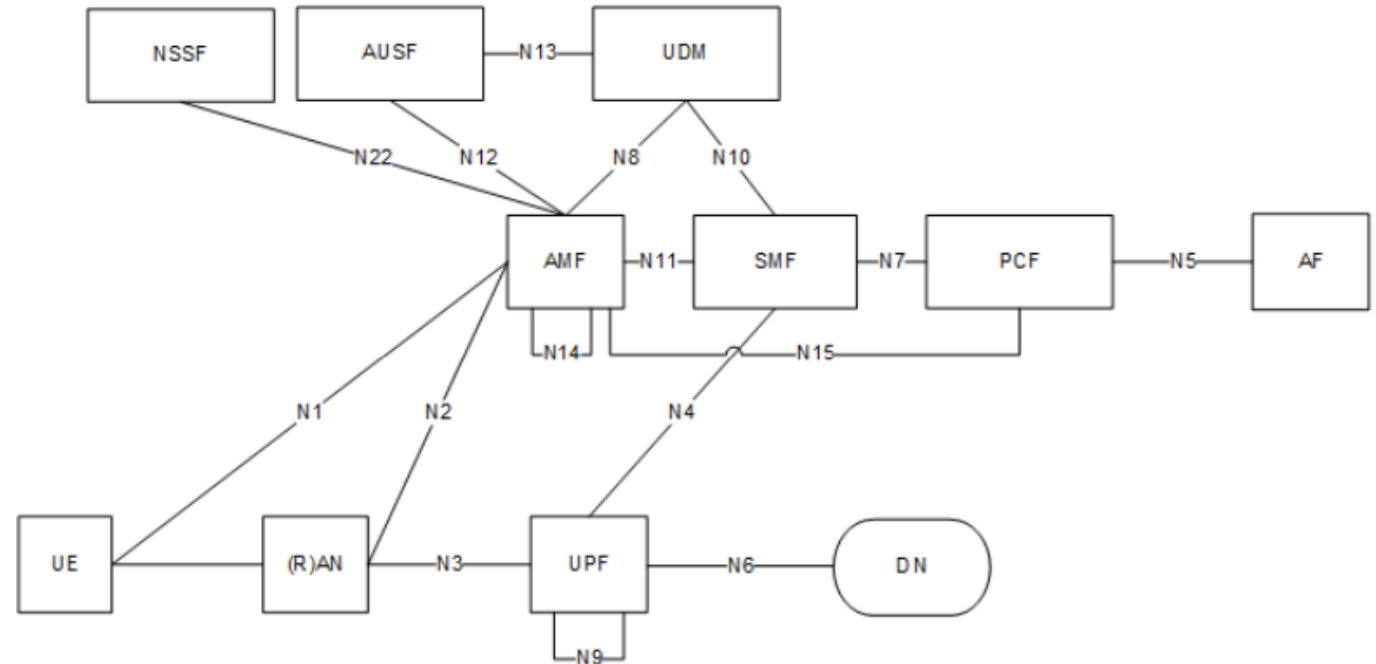 NSSF
AUSF
N13
UDM
N22
N12
N8
N10
AMF
N11
SMF
N7
PCF
N5
AF
N14
N15
N1
N2
N4
UE
(R)AN
N3
UPF
N6
DN
N9